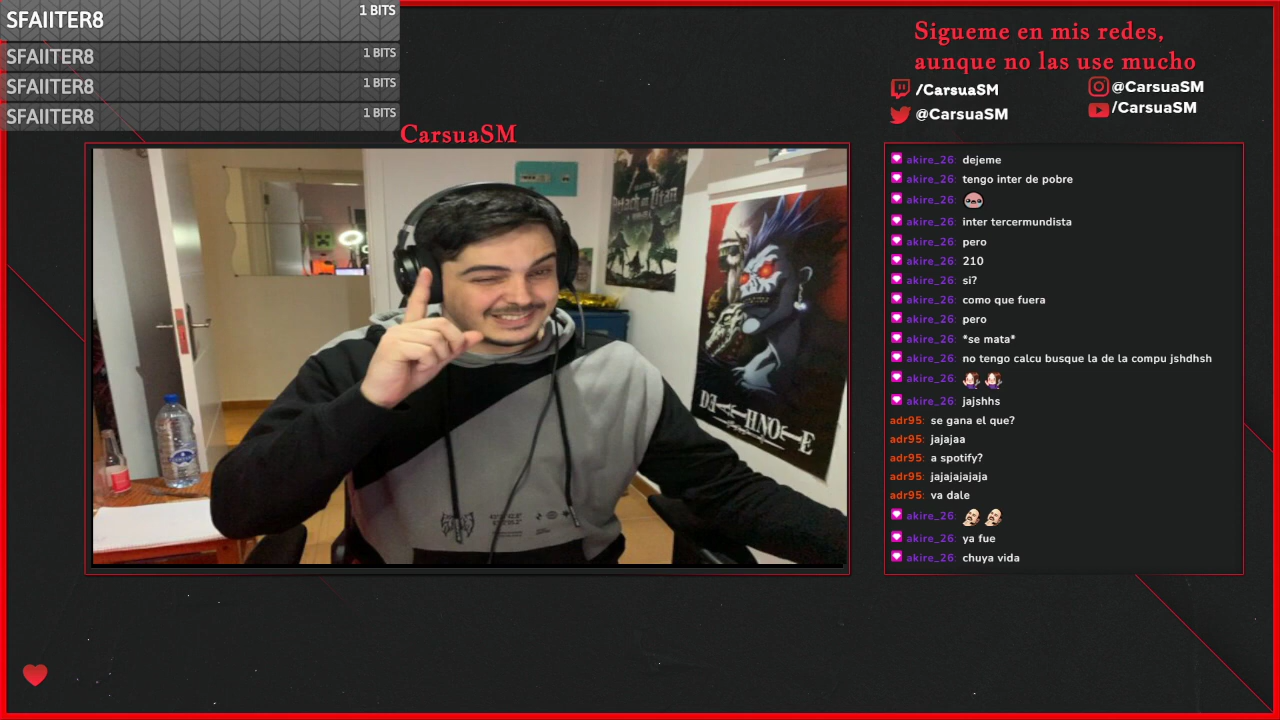 SFAIITER8 1 BITS
SFAIITER8 1 BITS
SFAIITER8 1 BITS
SFAIITER8 1 BITS
Sigueme en mis redes,
aunque no las use mucho
/CarsuaSM @CarsuaSM
@CarsuaSM /CarsuaSM
CarsuaSM
Attack on Titan
akire_26: dejeme
akire_26: tengo inter de pobre
akire_26:
akire_26: inter tercermundista
akire_26: pero
akire_26: 210
akire_26: si?
akire_26: como que fuera
akire_26: pero
akire_26: *se mata*
akire_26: no tengo calcu busque la de la compu jshdhsh
akire_26:
akire_26: jajshhs
adr95: se gana el que?
adr95: jajajaa
adr95: a spotify?
adr95: jajajajajaja
adr95: va dale
akire_26:
akire_26: ya fue
akire_26: chuya vida
DEATHNOTE